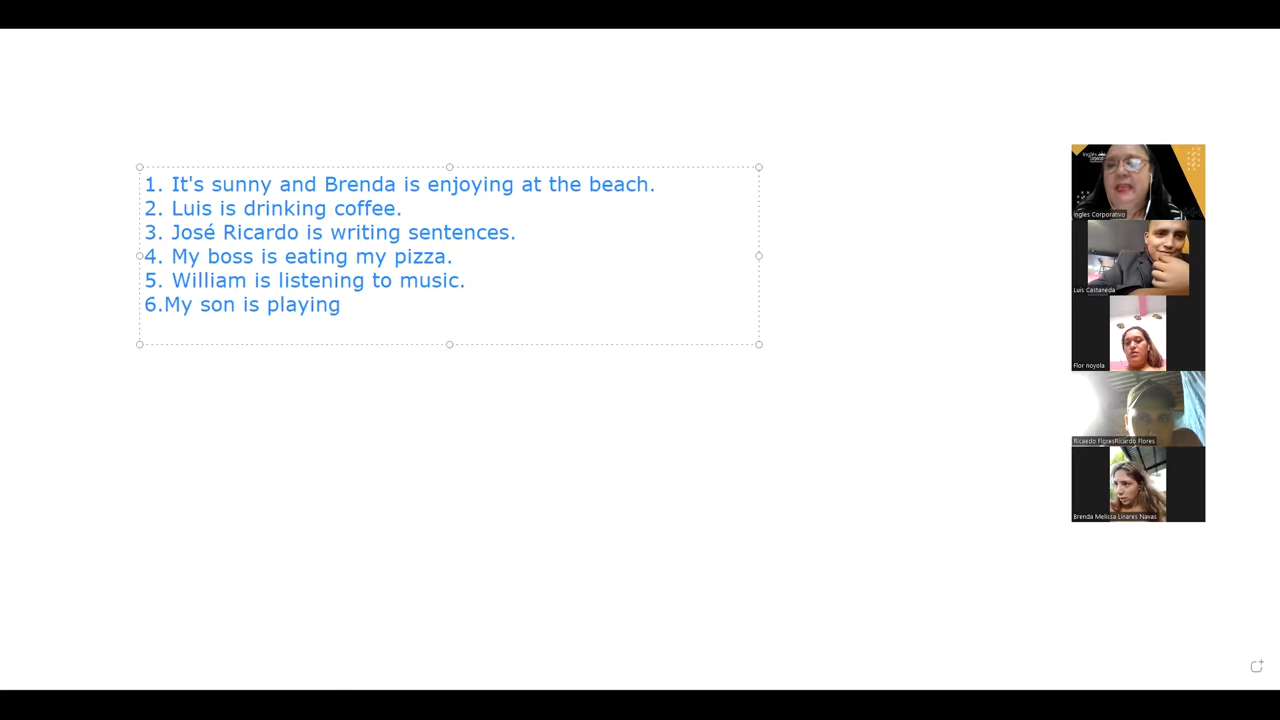 1. It's sunny and Brenda is enjoying at the beach.
2. Luis is drinking coffee.
3. José Ricardo is writing sentences.
4. My boss is eating my pizza.
5. William is listening to music.
6.My son is playing
Ingles Corporativo
Luis Castaneda
Flor noyola
Ricardo FloresRicardo Flores
Brenda Melissa Linares Navas